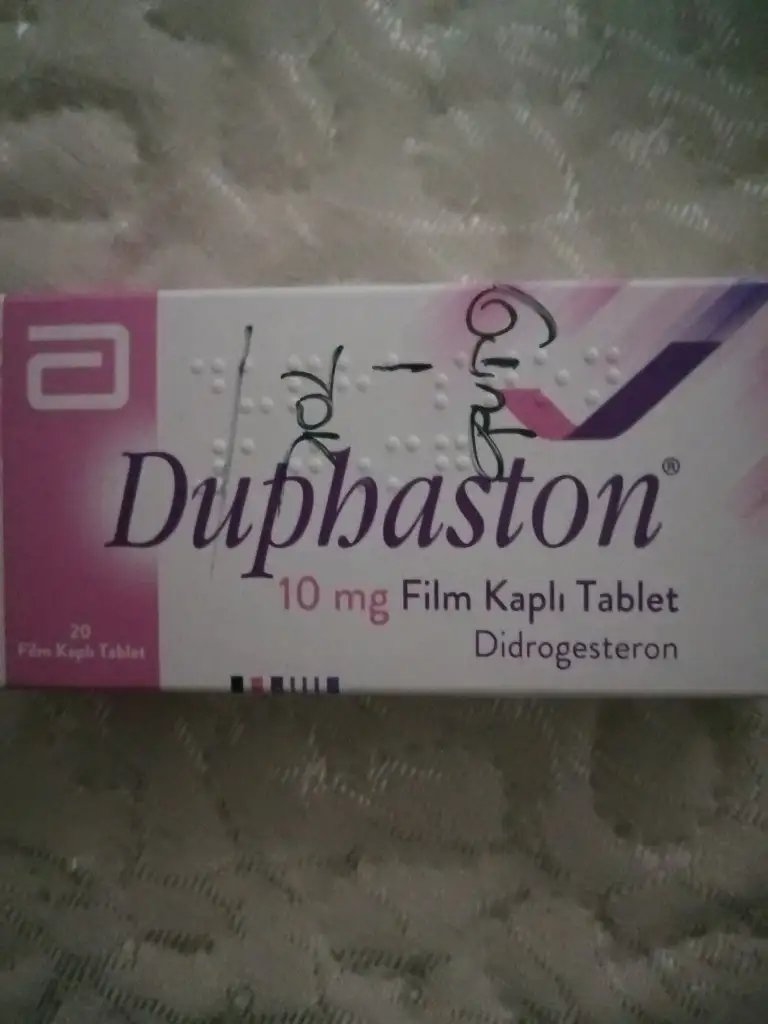 Duphaston®
10 mg Film Kaplı Tablet
Didrogesteron
20
Film Kaplı Tablet